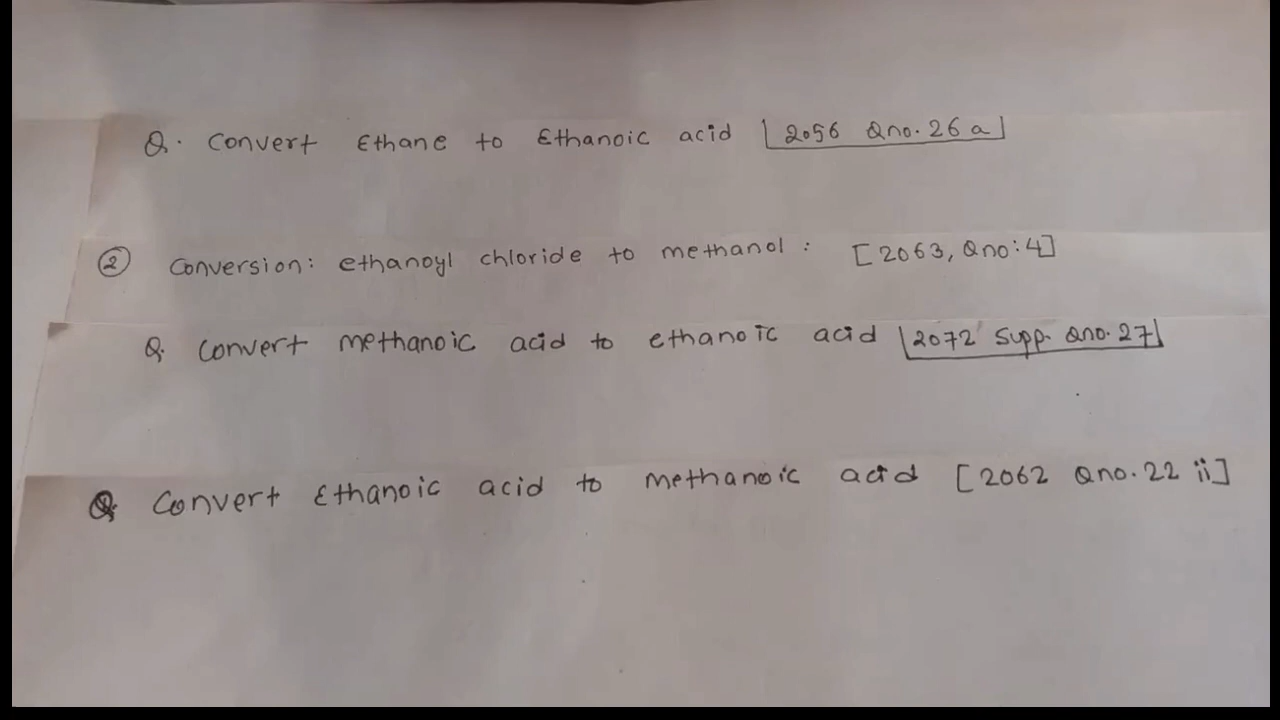 Q. Convert Ethane to Ethanoic acid [2056 Qno. 26 a]
② Conversion: ethanoyl chloride to methanol: [2063, Qno: 4]
Q. Convert methanoic acid to ethanoic acid [2072 Supp. Qno. 27]
Q. Convert Ethanoic acid to methanoic acid [2062 Qno. 22 ii]